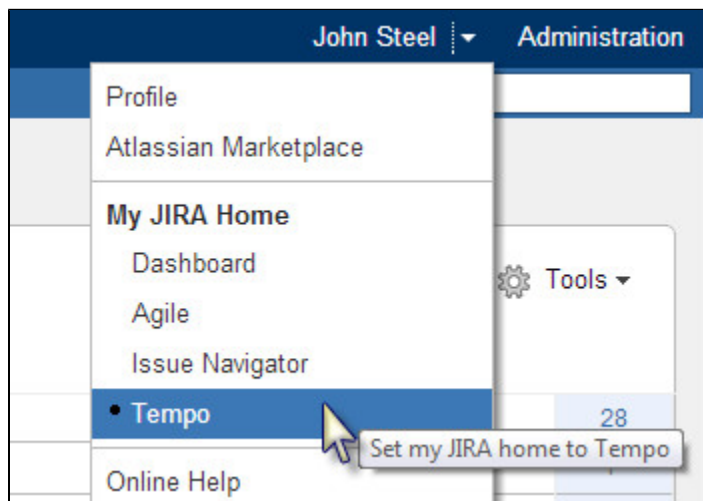 John Steel Administration
Profile
Atlassian Marketplace
My JIRA Home
Dashboard
Tools
Agile
Issue Navigator
• Tempo
28
Set my JIRA home to Tempo
Online Help